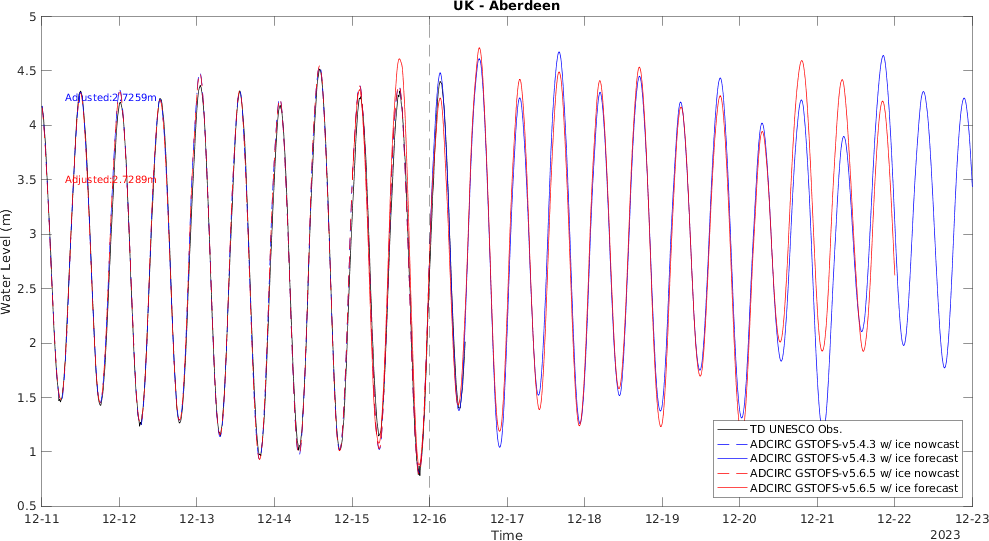 UK - Aberdeen
5
4.5
4
3.5
3
2.5
2
1.5
1
0.5
Water Level (m)
Adjusted:2.7259m
Adjusted:2.7289m
TD UNESCO Obs.
ADCIRC GSTOFS-v5.4.3 w/ ice nowcast
ADCIRC GSTOFS-v5.4.3 w/ ice forecast
ADCIRC GSTOFS-v5.6.5 w/ ice nowcast
ADCIRC GSTOFS-v5.6.5 w/ ice forecast
12-11 12-12 12-13 12-14 12-15 12-16 12-17 12-18 12-19 12-20 12-21 12-22 12-23
Time
2023